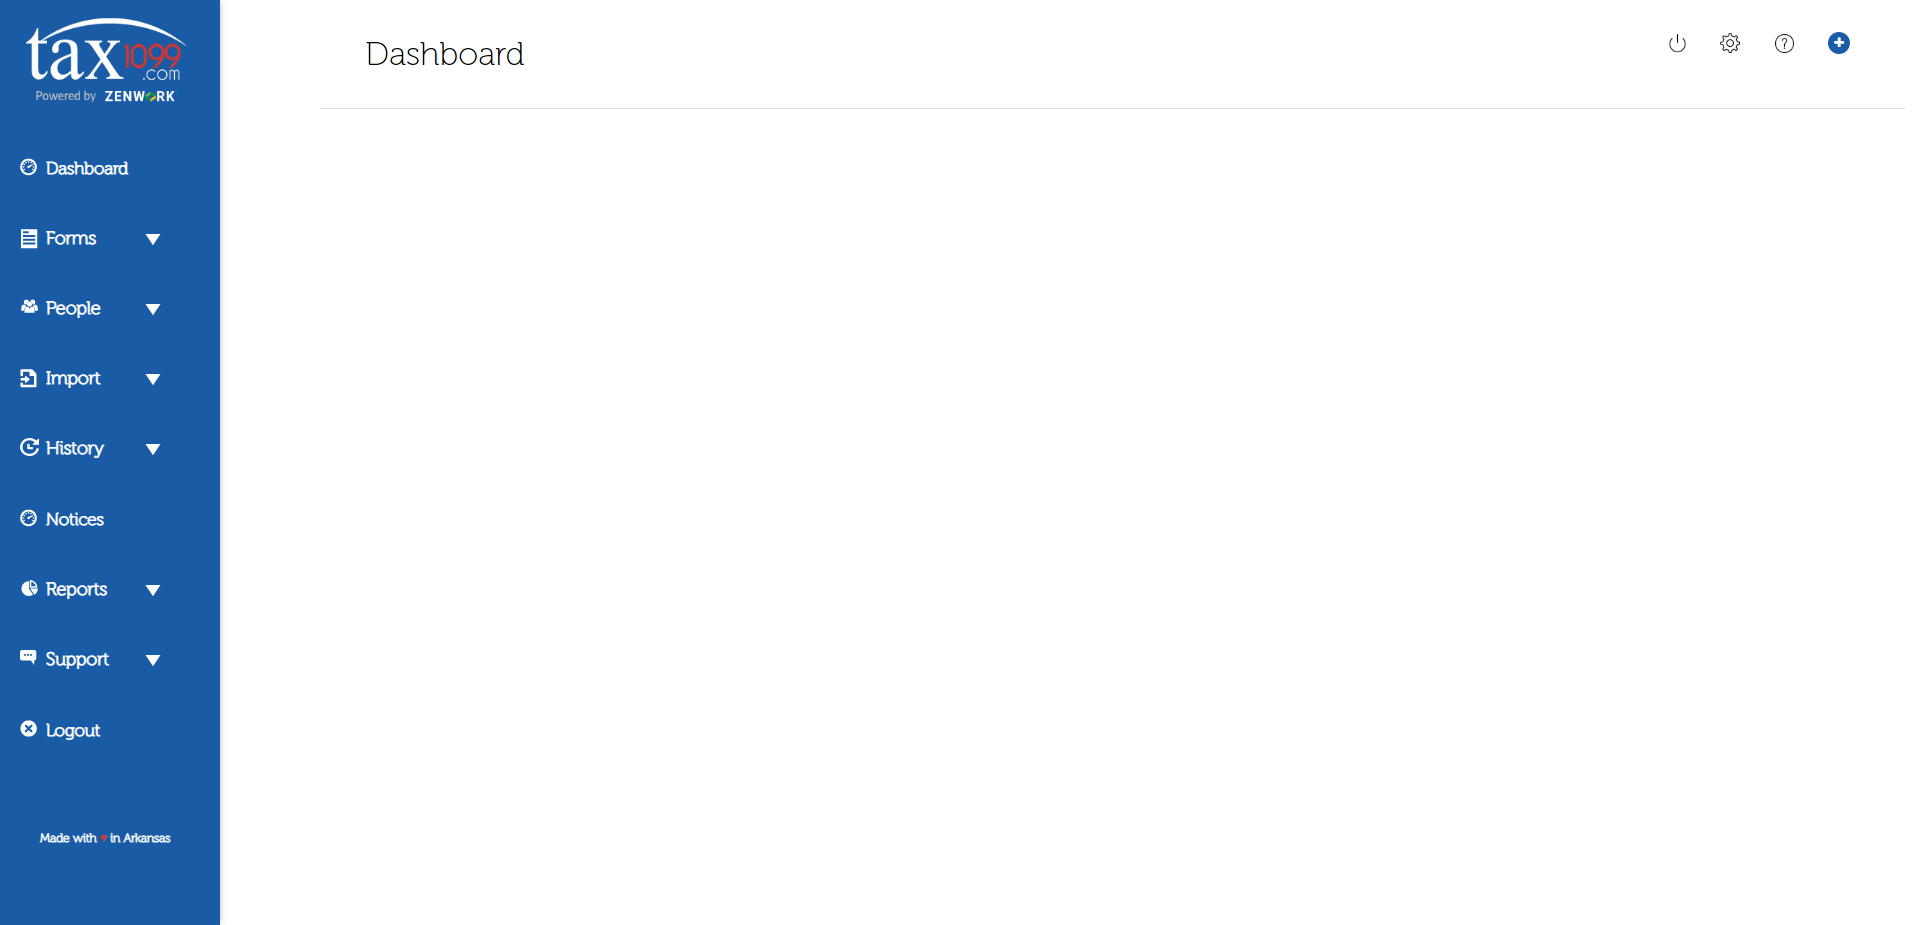 tax1099
.com
Powered by ZENWORK
Dashboard
Dashboard
Forms
People
Import
History
Notices
Reports
Support
Logout
Made with ♥ in Arkansas